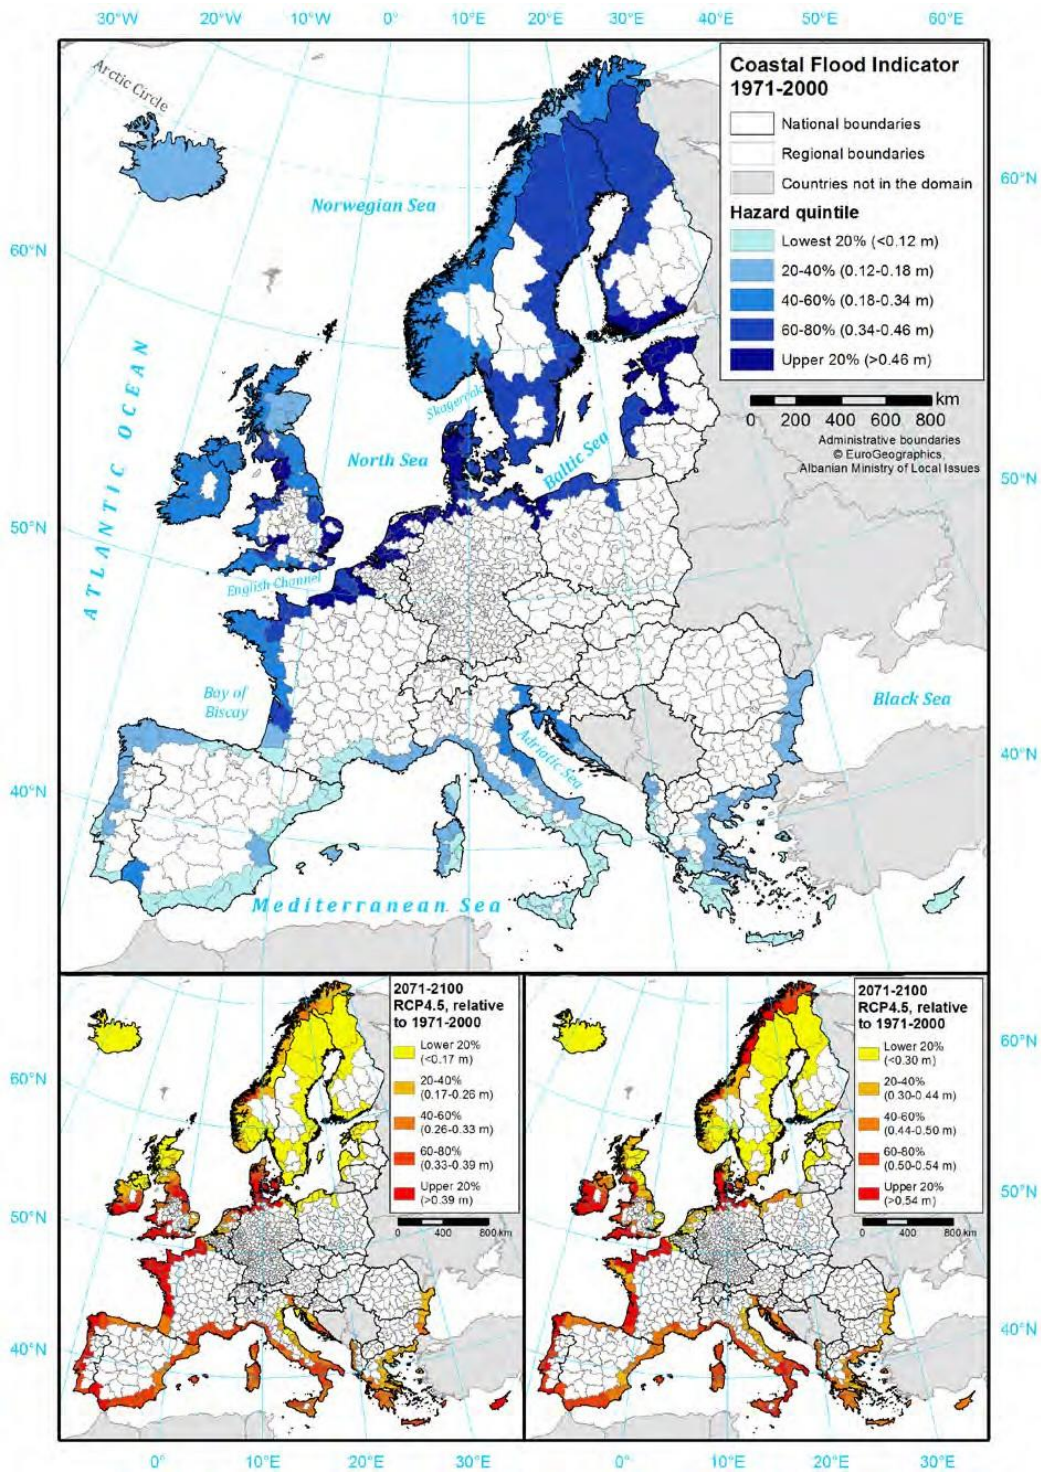 30°W 20°W 10°W 0° 10°E 20°E 30°E 40°E 50°E 60°E
Coastal Flood Indicator
1971-2000
National boundaries
Regional boundaries
Countries not in the domain
Hazard quintile
Lowest 20% (<0.12 m)
20-40% (0.12-0.18 m)
40-60% (0.18-0.34 m)
60-80% (0.34-0.46 m)
Upper 20% (>0.46 m)
km
0 200 400 600 800
Administrative boundaries
© EuroGeographics,
Albanian Ministry of Local Issues
Arctic Circle
Norwegian Sea
ATLANTIC OCEAN
Skagerrak
North Sea
Baltic Sea
English Channel
Bay of
Biscay
Adriatic Sea
Black Sea
Mediterranean Sea
60°N
50°N
40°N
60°N
50°N
40°N
2071-2100
RCP4.5, relative
to 1971-2000
Lower 20%
(<0.17 m)
20-40%
(0.17-0.26 m)
40-60%
(0.26-0.33 m)
60-80%
(0.33-0.39 m)
Upper 20%
(>0.39 m)
0 400 800 km
2071-2100
RCP4.5, relative
to 1971-2000
Lower 20%
(<0.30 m)
20-40%
(0.30-0.44 m)
40-60%
(0.44-0.50 m)
60-80%
(0.50-0.54 m)
Upper 20%
(>0.54 m)
0 400 800 km
60°N
50°N
40°N
60°N
50°N
40°N
0° 10°E 20°E 30°E 0° 10°E 20°E 30°E